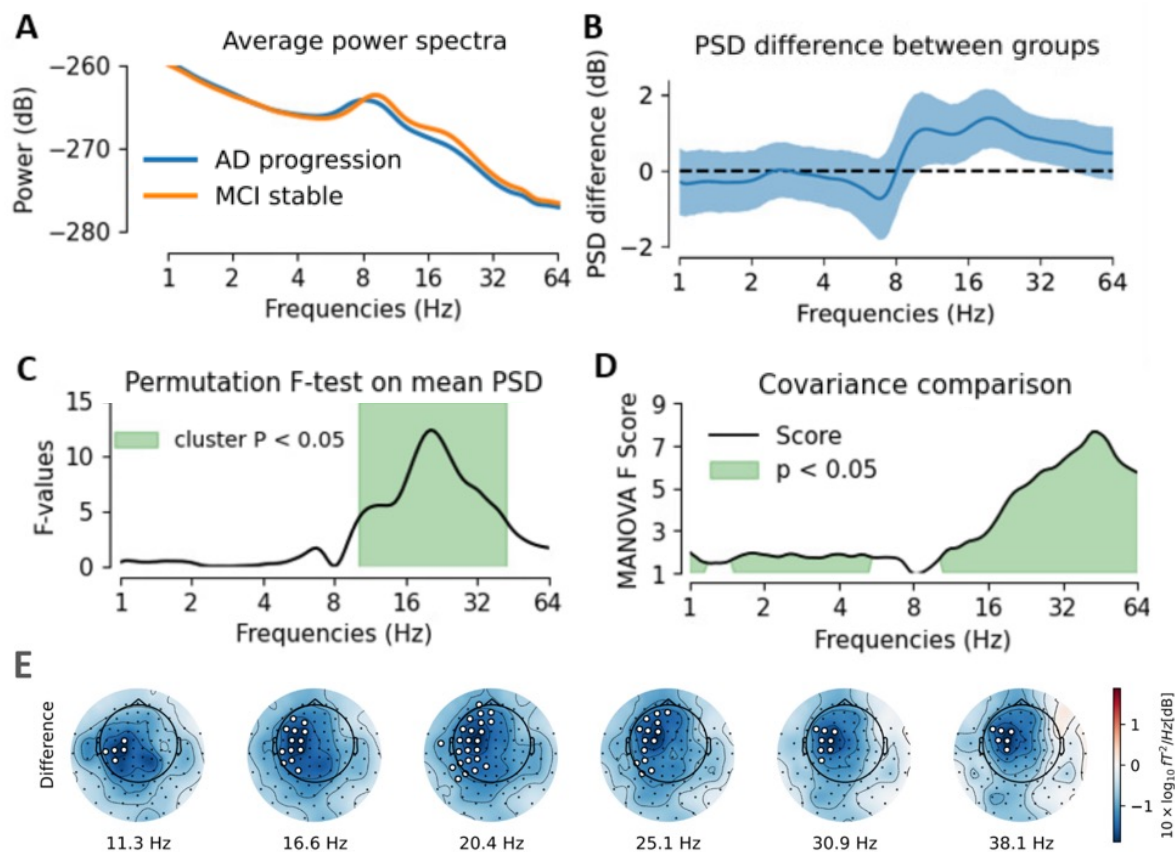 A
Average power spectra
Power (dB)
−260
−270
−280
AD progression
MCI stable
1 2 4 8 16 32 64
Frequencies (Hz)
B
PSD difference between groups
PSD difference (dB)
2
0
−2
1 2 4 8 16 32 64
Frequencies (Hz)
C
Permutation F-test on mean PSD
F-values
15
10
5
0
cluster P < 0.05
1 2 4 8 16 32 64
Frequencies (Hz)
D
Covariance comparison
MANOVA F Score
9
7
5
3
1
Score
p < 0.05
1 2 4 8 16 32 64
Frequencies (Hz)
E
Difference
11.3 Hz 16.6 Hz 20.4 Hz 25.1 Hz 30.9 Hz 38.1 Hz
1
0
−1
10 × log₁₀ fT²/Hz[dB]